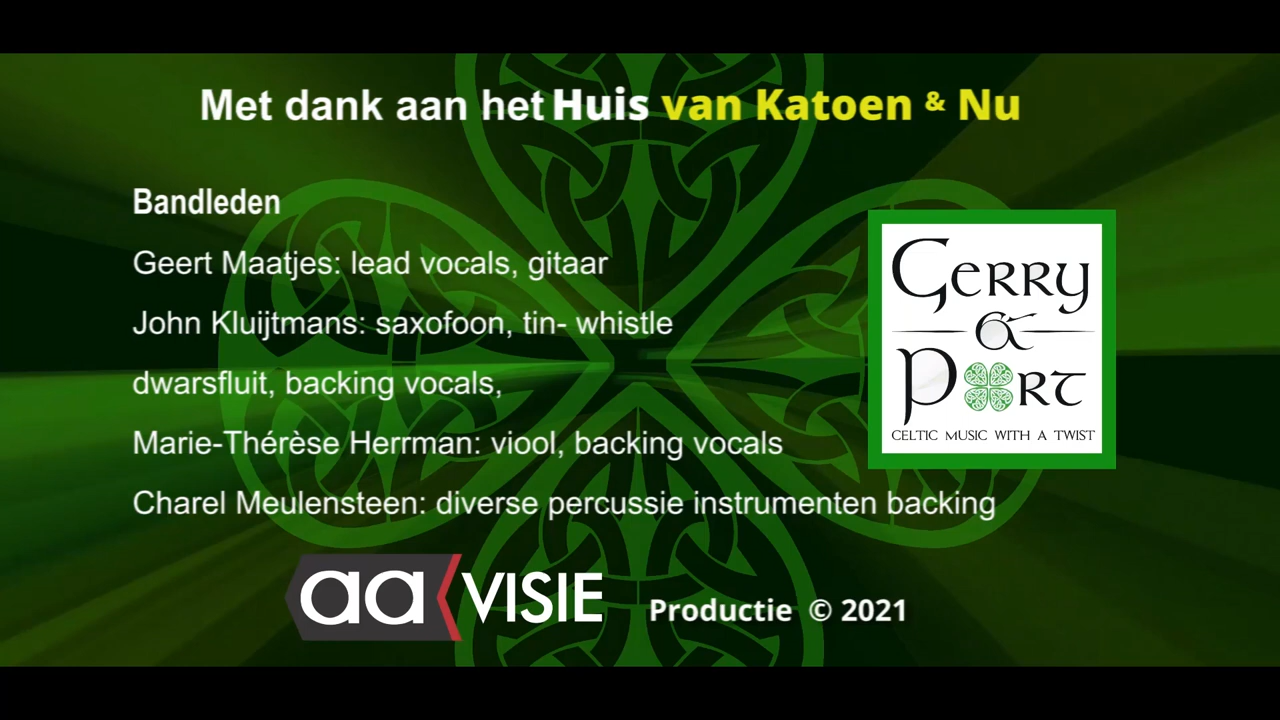 Met dank aan het Huis van Katoen & Nu
Bandleden
Geert Maatjes: lead vocals, gitaar
John Kluijtmans: saxofoon, tin- whistle
dwarsfluit, backing vocals,
Marie-Thérèse Herrman: viool, backing vocals
Charel Meulensteen: diverse percussie instrumenten backing
Gerry
&
Port
CELTIC MUSIC WITH A TWIST
aa VISIE
Productie © 2021